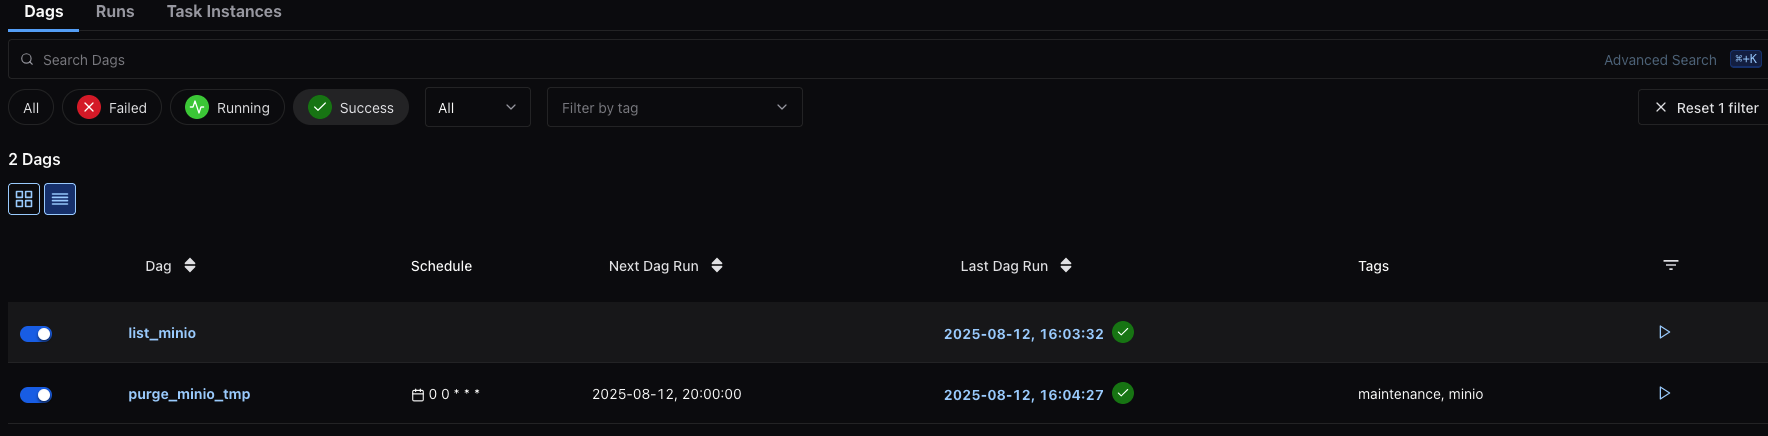 Dags Runs Task Instances
Search Dags Advanced Search ⌘+K
All Failed Running Success All Filter by tag Reset 1 filter
2 Dags
Dag Schedule Next Dag Run Last Dag Run Tags
list_minio 2025-08-12, 16:03:32
purge_minio_tmp 0 0 * * * 2025-08-12, 20:00:00 2025-08-12, 16:04:27 maintenance, minio